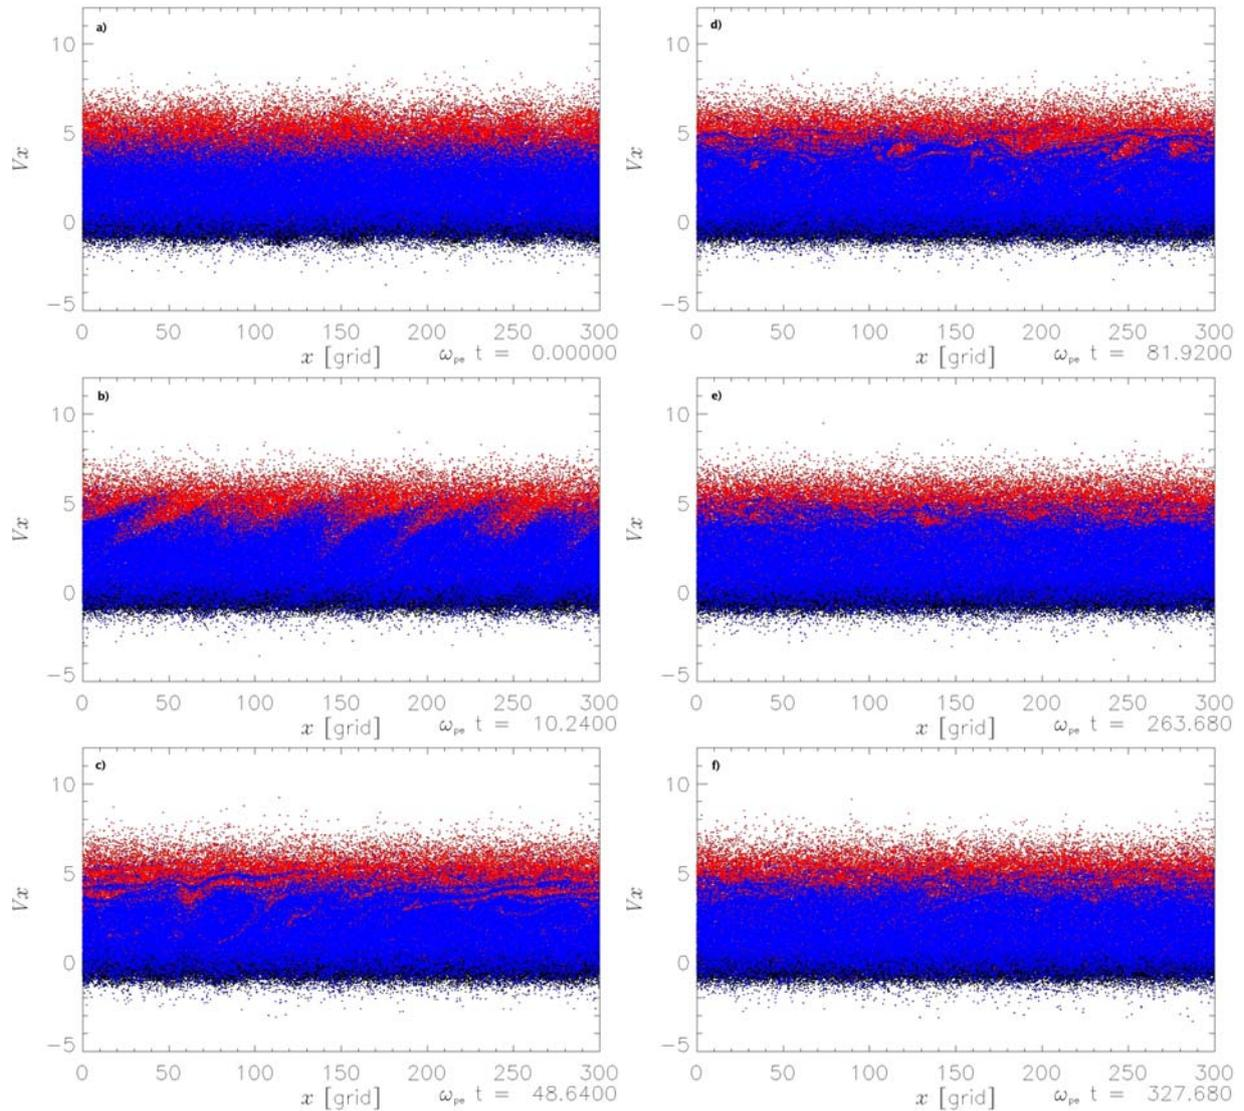 a)
10
5
0
−5
Vx
0 50 100 150 200 250 300
x [grid] ωpe t = 0.00000
d)
10
5
0
−5
Vx
0 50 100 150 200 250 300
x [grid] ωpe t = 81.9200
b)
10
5
0
−5
Vx
0 50 100 150 200 250 300
x [grid] ωpe t = 10.2400
e)
10
5
0
−5
Vx
0 50 100 150 200 250 300
x [grid] ωpe t = 263.680
c)
10
5
0
−5
Vx
0 50 100 150 200 250 300
x [grid] ωpe t = 48.6400
f)
10
5
0
−5
Vx
0 50 100 150 200 250 300
x [grid] ωpe t = 327.680